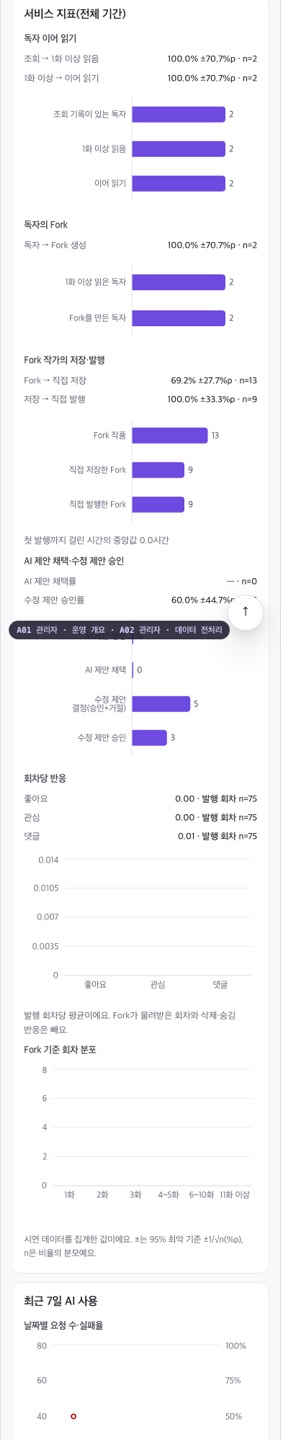 서비스 지표(전체 기간)
독자 이어 읽기
조회 → 1화 이상 읽음 100.0% ±70.7%p · n=2
1화 이상 → 이어 읽기 100.0% ±70.7%p · n=2
조회 기록이 있는 독자 2
1화 이상 읽음 2
이어 읽기 2
독자의 Fork
독자 → Fork 생성 100.0% ±70.7%p · n=2
1화 이상 읽은 독자 2
Fork를 만든 독자 2
Fork 작가의 저장·발행
Fork → 직접 저장 69.2% ±27.7%p · n=13
저장 → 직접 발행 100.0% ±33.3%p · n=9
Fork 작품 13
직접 저장한 Fork 9
직접 발행한 Fork 9
첫 발행까지 걸린 시간의 중앙값 0.0시간
AI 제안 채택·수정 제안 승인
AI 제안 채택률 — · n=0
수정 제안 승인률 60.0% ±44.7%p
↑
A01 관리자 · 운영 개요 · A02 관리자 · 데이터 전처리
AI 제안 채택 0
수정 제안
결정(승인+거절) 5
수정 제안 승인 3
회차당 반응
좋아요 0.00 · 발행 회차 n=75
관심 0.00 · 발행 회차 n=75
댓글 0.01 · 발행 회차 n=75
0.014
0.0105
0.007
0.0035
0
좋아요 관심 댓글
발행 회차당 평균이에요. Fork가 물려받은 회차와 삭제·숨김
반응은 빼요.
Fork 기준 회차 분포
8
6
4
2
0
1화 2화 3화 4~5화 6~10화 11화 이상
시연 데이터를 집계한 값이에요. ±는 95% 최악 기준 ±1/√n(%p),
n은 비율의 분모예요.
최근 7일 AI 사용
날짜별 요청 수·실패율
80 100%
60 75%
40 50%